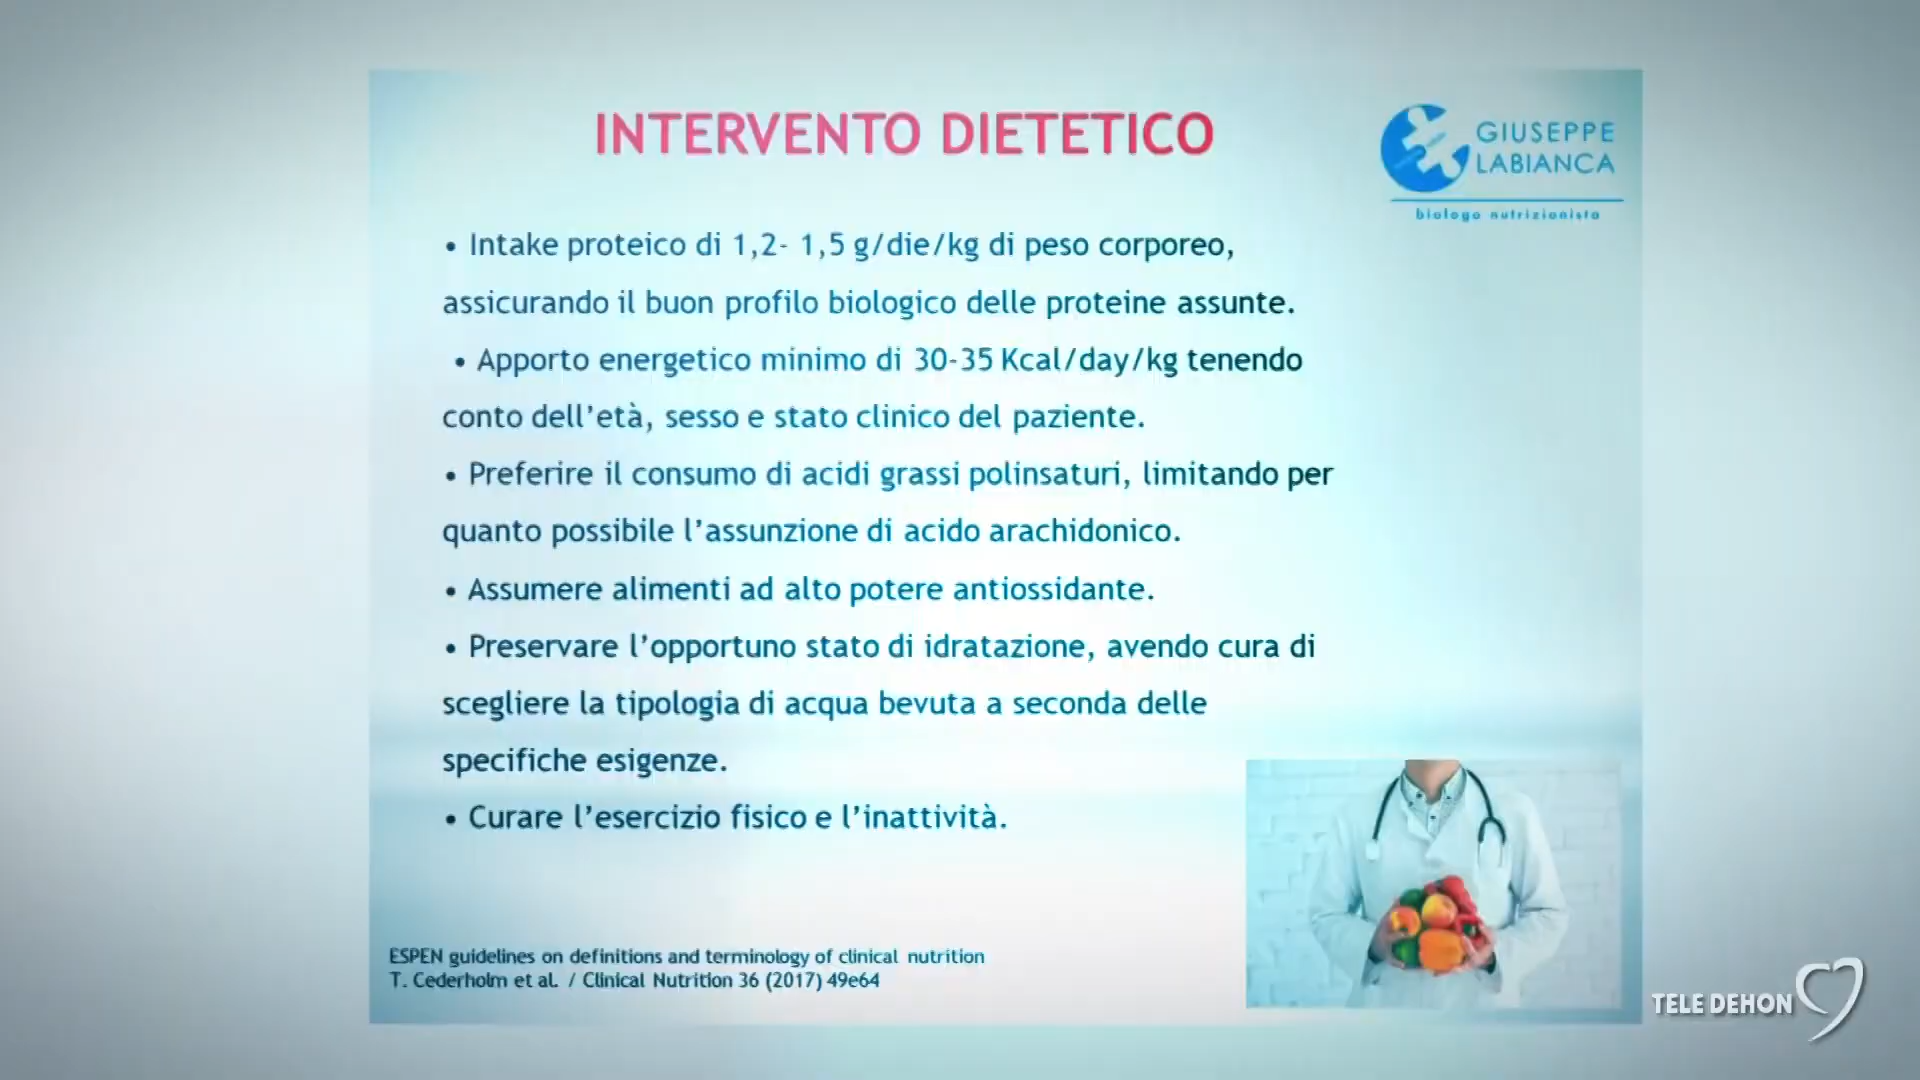 INTERVENTO DIETETICO
GIUSEPPE
LABIANCA
biologo nutrizionista
• Intake proteico di 1,2- 1,5 g/die/kg di peso corporeo,
assicurando il buon profilo biologico delle proteine assunte.
• Apporto energetico minimo di 30-35 Kcal/day/kg tenendo
conto dell’età, sesso e stato clinico del paziente.
• Preferire il consumo di acidi grassi polinsaturi, limitando per
quanto possibile l’assunzione di acido arachidonico.
• Assumere alimenti ad alto potere antiossidante.
• Preservare l’opportuno stato di idratazione, avendo cura di
scegliere la tipologia di acqua bevuta a seconda delle
specifiche esigenze.
• Curare l’esercizio fisico e l’inattività.
ESPEN guidelines on definitions and terminology of clinical nutrition
T. Cederholm et al. / Clinical Nutrition 36 (2017) 49e64
TELE DEHON